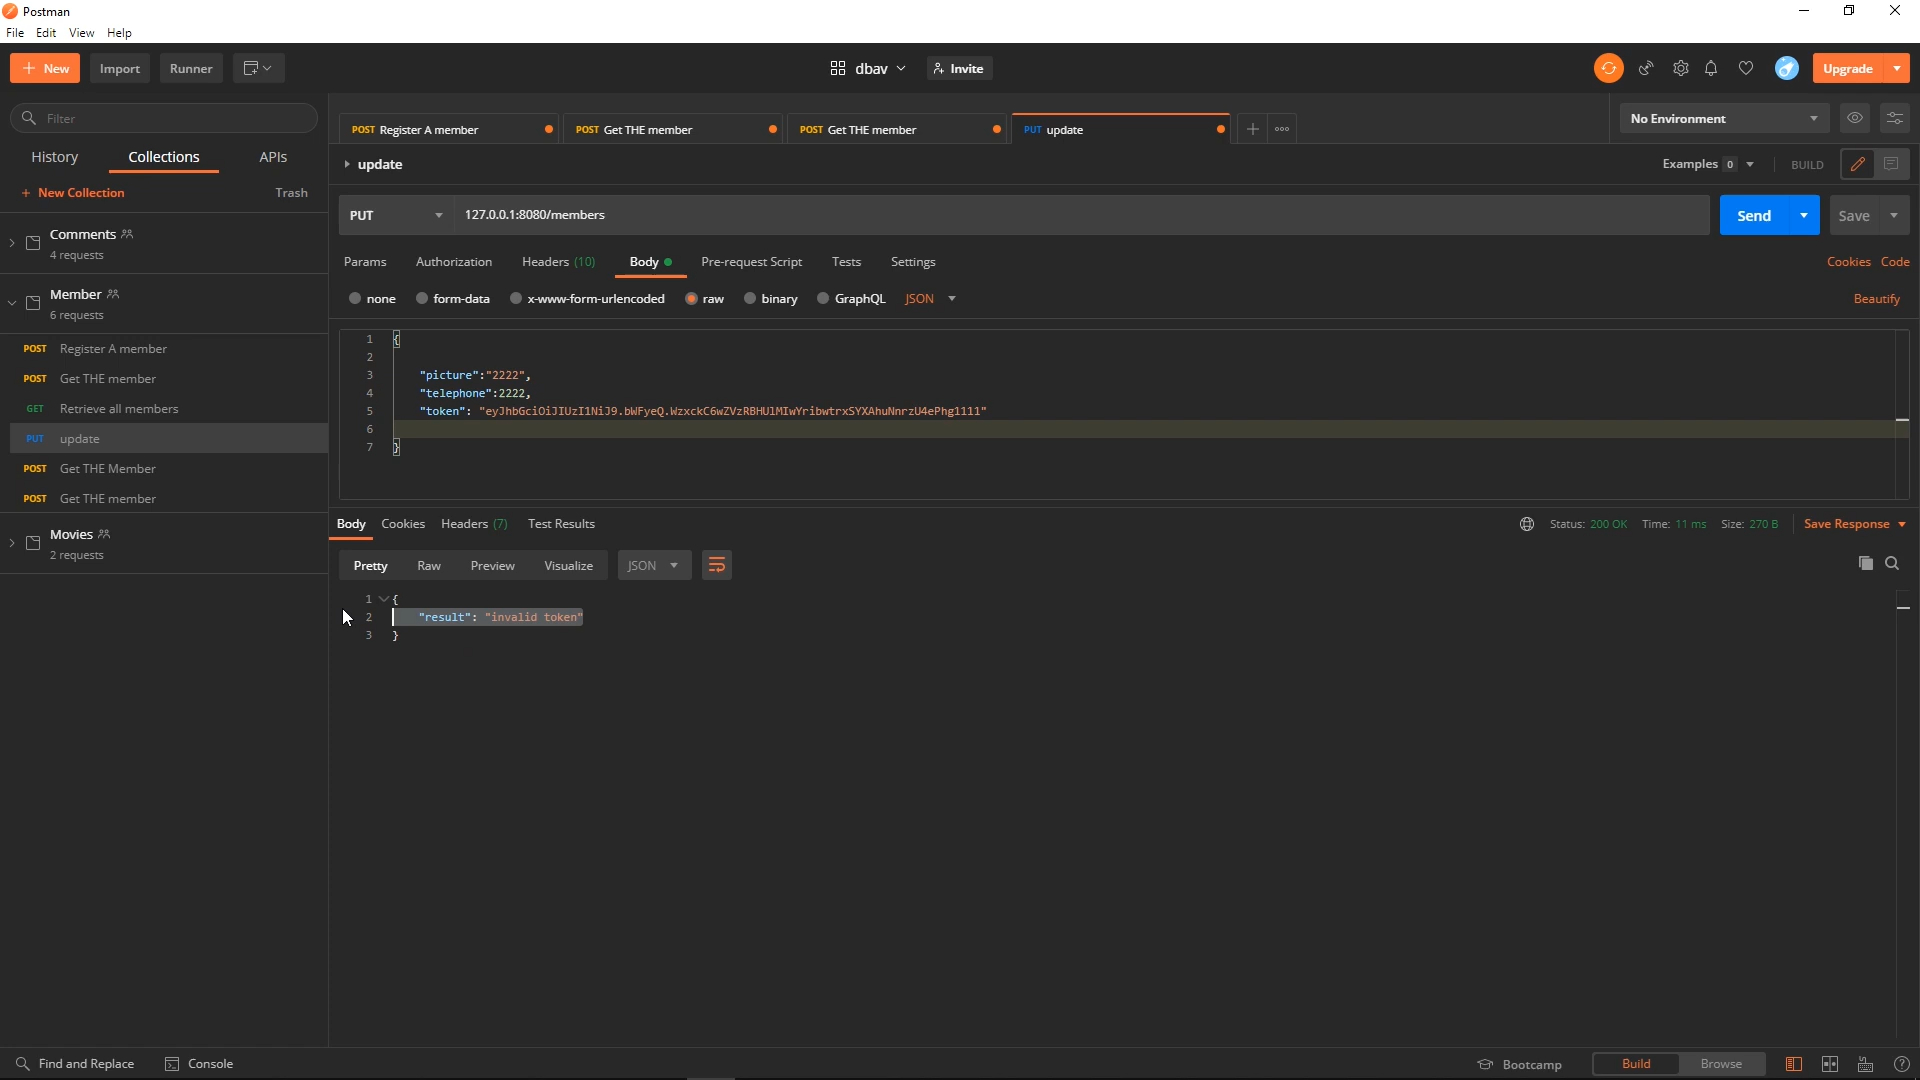 Postman
File Edit View Help
New Import Runner dbav Invite Upgrade
Filter
History Collections APIs
+ New Collection Trash
Comments
4 requests
Member
6 requests
POST Register A member
POST Get THE member
GET Retrieve all members
PUT update
POST Get THE Member
POST Get THE member
Movies
2 requests
POST Register A member POST Get THE member POST Get THE member PUT update No Environment
update Examples 0 BUILD
PUT 127.0.0.1:8080/members Send Save
Params Authorization Headers (10) Body Pre-request Script Tests Settings Cookies Code
none form-data x-www-form-urlencoded raw binary GraphQL JSON Beautify
1 {
2
3 "picture":"2222",
4 "telephone":2222,
5 "token": "eyJhbGciOiJIUzI1NiJ9.bWFyeQ.WzxckC6wZVzRBHUlMIwYribwtrxSYXAhuNnrzU4ePhg1111"
6
7 }
Body Cookies Headers (7) Test Results Status: 200 OK Time: 11 ms Size: 270 B Save Response
Pretty Raw Preview Visualize JSON
1 {
2 "result": "invalid token"
3 }
Find and Replace Console Bootcamp Build Browse